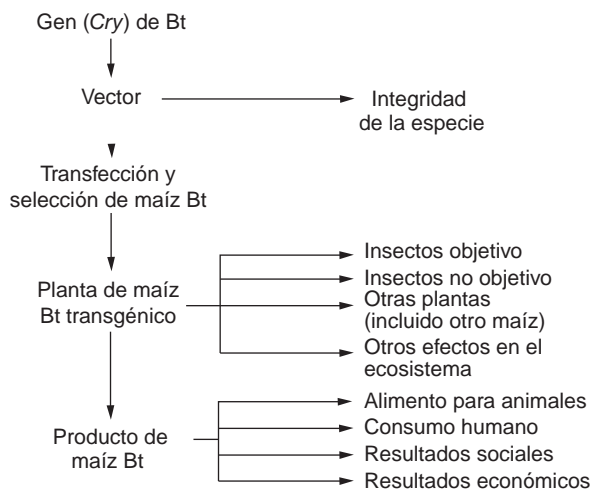 Gen (Cry) de Bt
Vector
Integridad
de la especie
Transfección y
selección de maíz Bt
Planta de maíz
Bt transgénico
Insectos objetivo
Insectos no objetivo
Otras plantas
(incluido otro maíz)
Otros efectos en el
ecosistema
Producto de
maíz Bt
Alimento para animales
Consumo humano
Resultados sociales
Resultados económicos